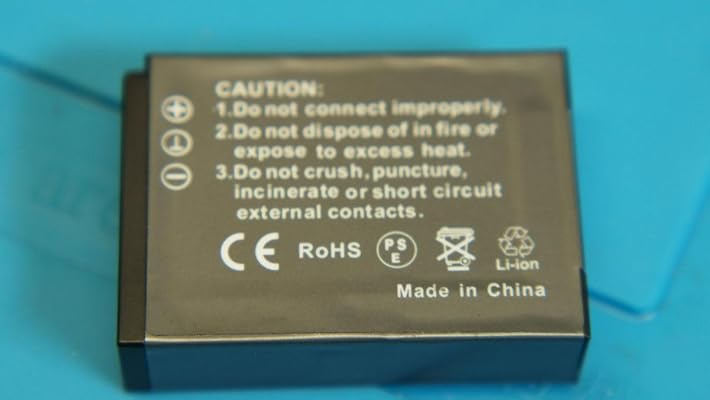 CAUTION:
1.Do not connect improperly.
2.Do not dispose of in fire or
expose to excess heat.
3.Do not crush, puncture,
incinerate or short circuit
external contacts.
CE RoHS PSE Li-ion
Made in China